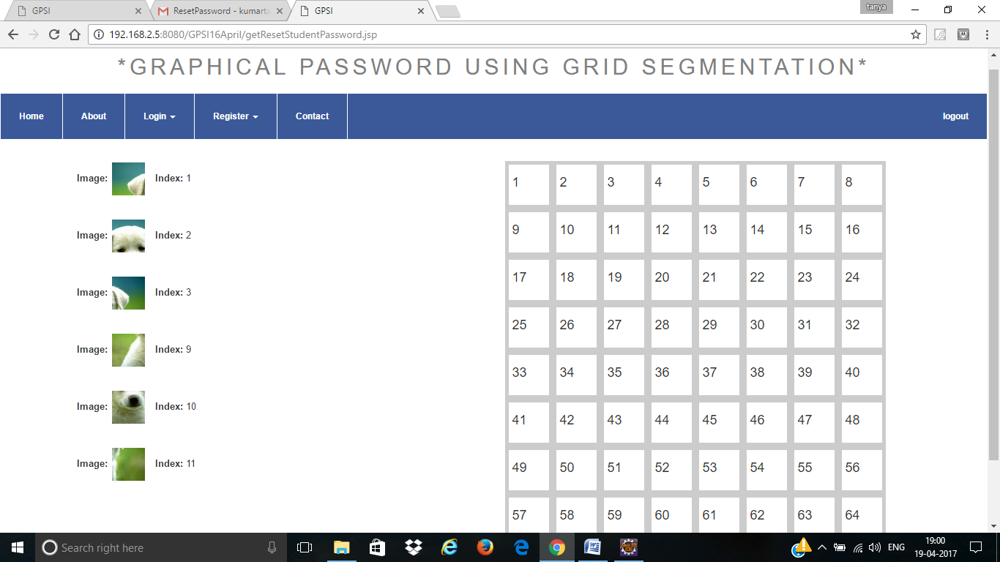 GPSI
ResetPassword - kumarta
GPSI
tanya
192.168.2.5:8080/GPSI16April/getResetStudentPassword.jsp
*GRAPHICAL PASSWORD USING GRID SEGMENTATION*
Home About Login Register Contact logout
Image: Index: 1
Image: Index: 2
Image: Index: 3
Image: Index: 9
Image: Index: 10
Image: Index: 11
1 2 3 4 5 6 7 8
9 10 11 12 13 14 15 16
17 18 19 20 21 22 23 24
25 26 27 28 29 30 31 32
33 34 35 36 37 38 39 40
41 42 43 44 45 46 47 48
49 50 51 52 53 54 55 56
57 58 59 60 61 62 63 64
Search right here
ENG
19:00
19-04-2017